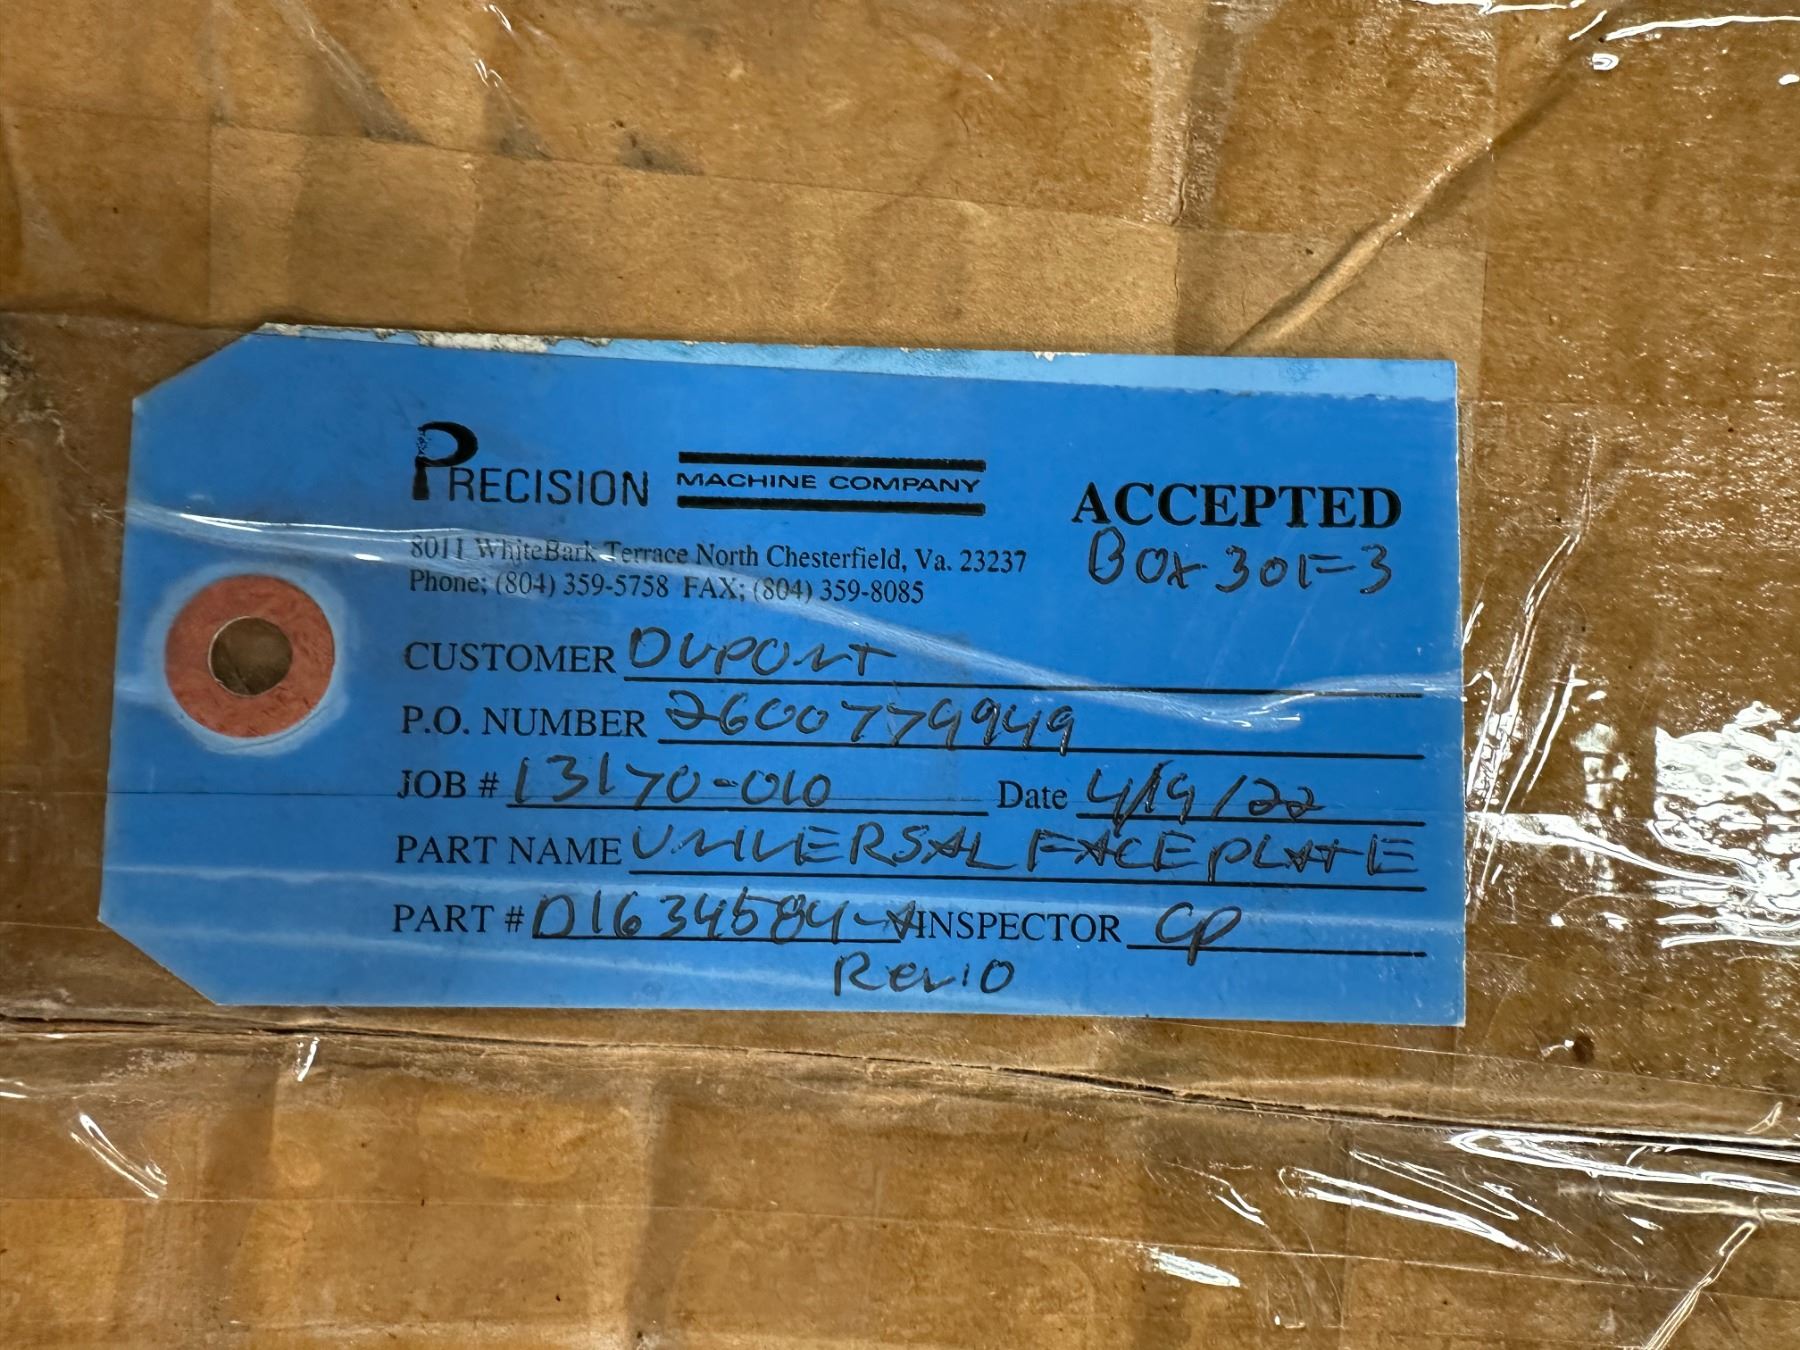 PRECISION MACHINE COMPANY
ACCEPTED
8011 WhiteBark Terrace North Chesterfield, Va. 23237
Phone; (804) 359-5758 FAX; (804) 359-8085
BOX 3 OF 3
CUSTOMER DUPONT
P.O. NUMBER 2600779949
JOB # 13170-010 Date 4/19/22
PART NAME UNIVERSAL FACEPLATE
PART # D1634584-A INSPECTOR CP
Rev:0